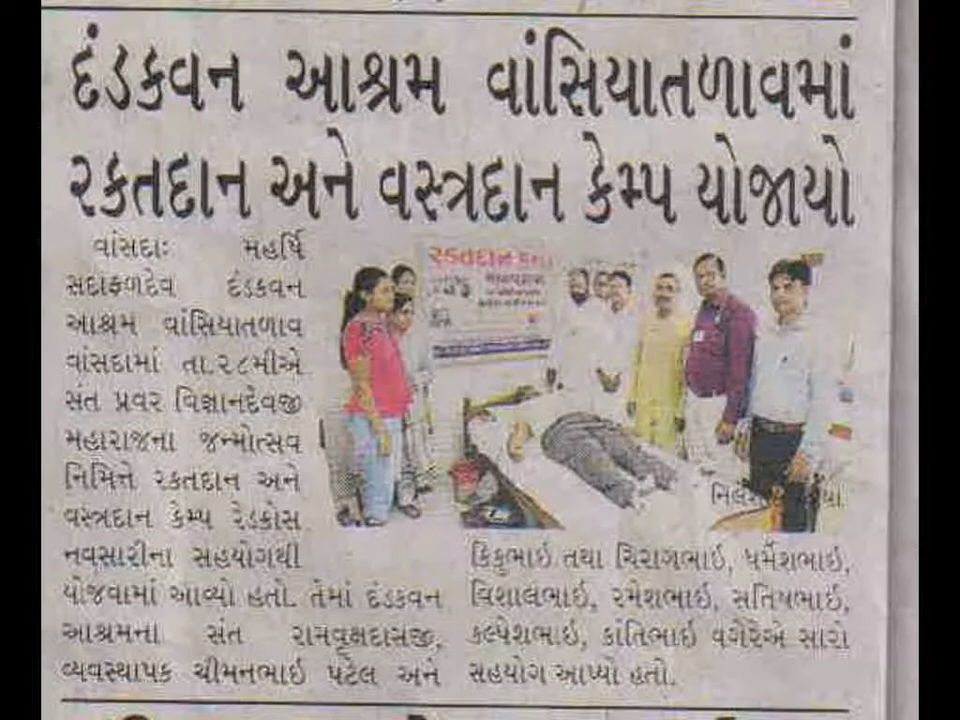 દંડકવન આશ્રમ વાંસિયાતળાવમાં
રક્તદાન અને વસ્ત્રદાન કેમ્પ યોજાયો
વાંસદાઃ મહર્ષિ
સદાફળદેવ દંડકવન
આશ્રમ વાંસિયાતળાવ
વાંસદામાં તા.૨૮મીએ
સંત પ્રવર વિજ્ઞાનદેવજી
મહારાજના જન્મોત્સવ
નિમિત્તે રક્તદાન અને
વસ્ત્રદાન કેમ્પ રેડક્રોસ
નવસારીના સહયોગથી
યોજવામાં આવ્યો હતો. તેમાં દંડકવન
આશ્રમના સંત રામવૃક્ષદાસજી,
વ્યવસ્થાપક ચીમનભાઇ પટેલ અને
રક્તદાન
કિકુભાઇ તથા ચિરાગભાઇ, ધર્મેશભાઇ,
વિશાલભાઇ, રમેશભાઇ, સતિષભાઇ,
કલ્પેશભાઇ, કાંતિભાઇ વગેરેએ સારો
સહયોગ આપ્યો હતો.